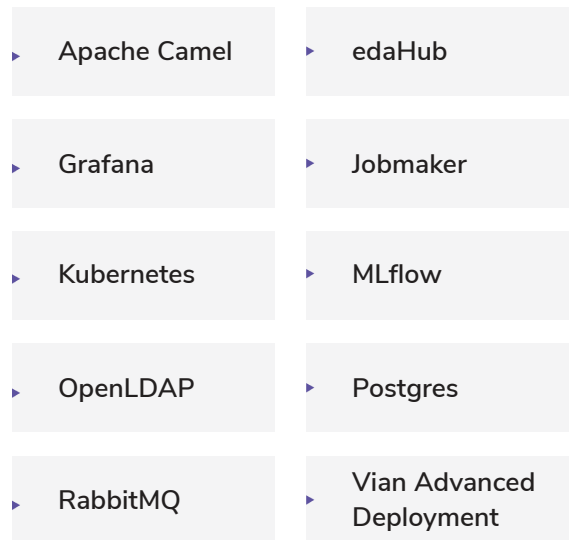 Apache Camel
edaHub
Grafana
Jobmaker
Kubernetes
MLflow
OpenLDAP
Postgres
RabbitMQ
Vian Advanced
Deployment